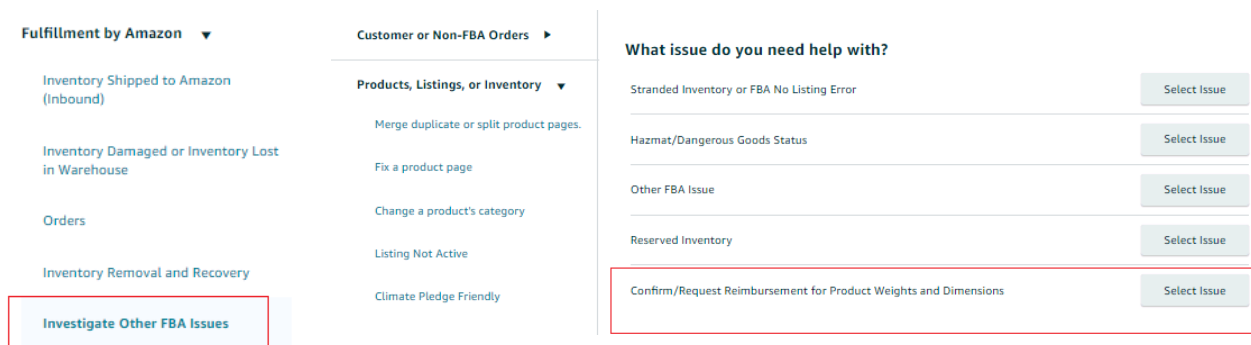 Fulfillment by Amazon ▼
Inventory Shipped to Amazon
(Inbound)
Inventory Damaged or Inventory Lost
in Warehouse
Orders
Inventory Removal and Recovery
Investigate Other FBA Issues
Customer or Non-FBA Orders ▶
Products, Listings, or Inventory ▼
Merge duplicate or split product pages.
Fix a product page
Change a product's category
Listing Not Active
Climate Pledge Friendly
What issue do you need help with?
Stranded Inventory or FBA No Listing Error Select Issue
Hazmat/Dangerous Goods Status Select Issue
Other FBA Issue Select Issue
Reserved Inventory Select Issue
Confirm/Request Reimbursement for Product Weights and Dimensions Select Issue